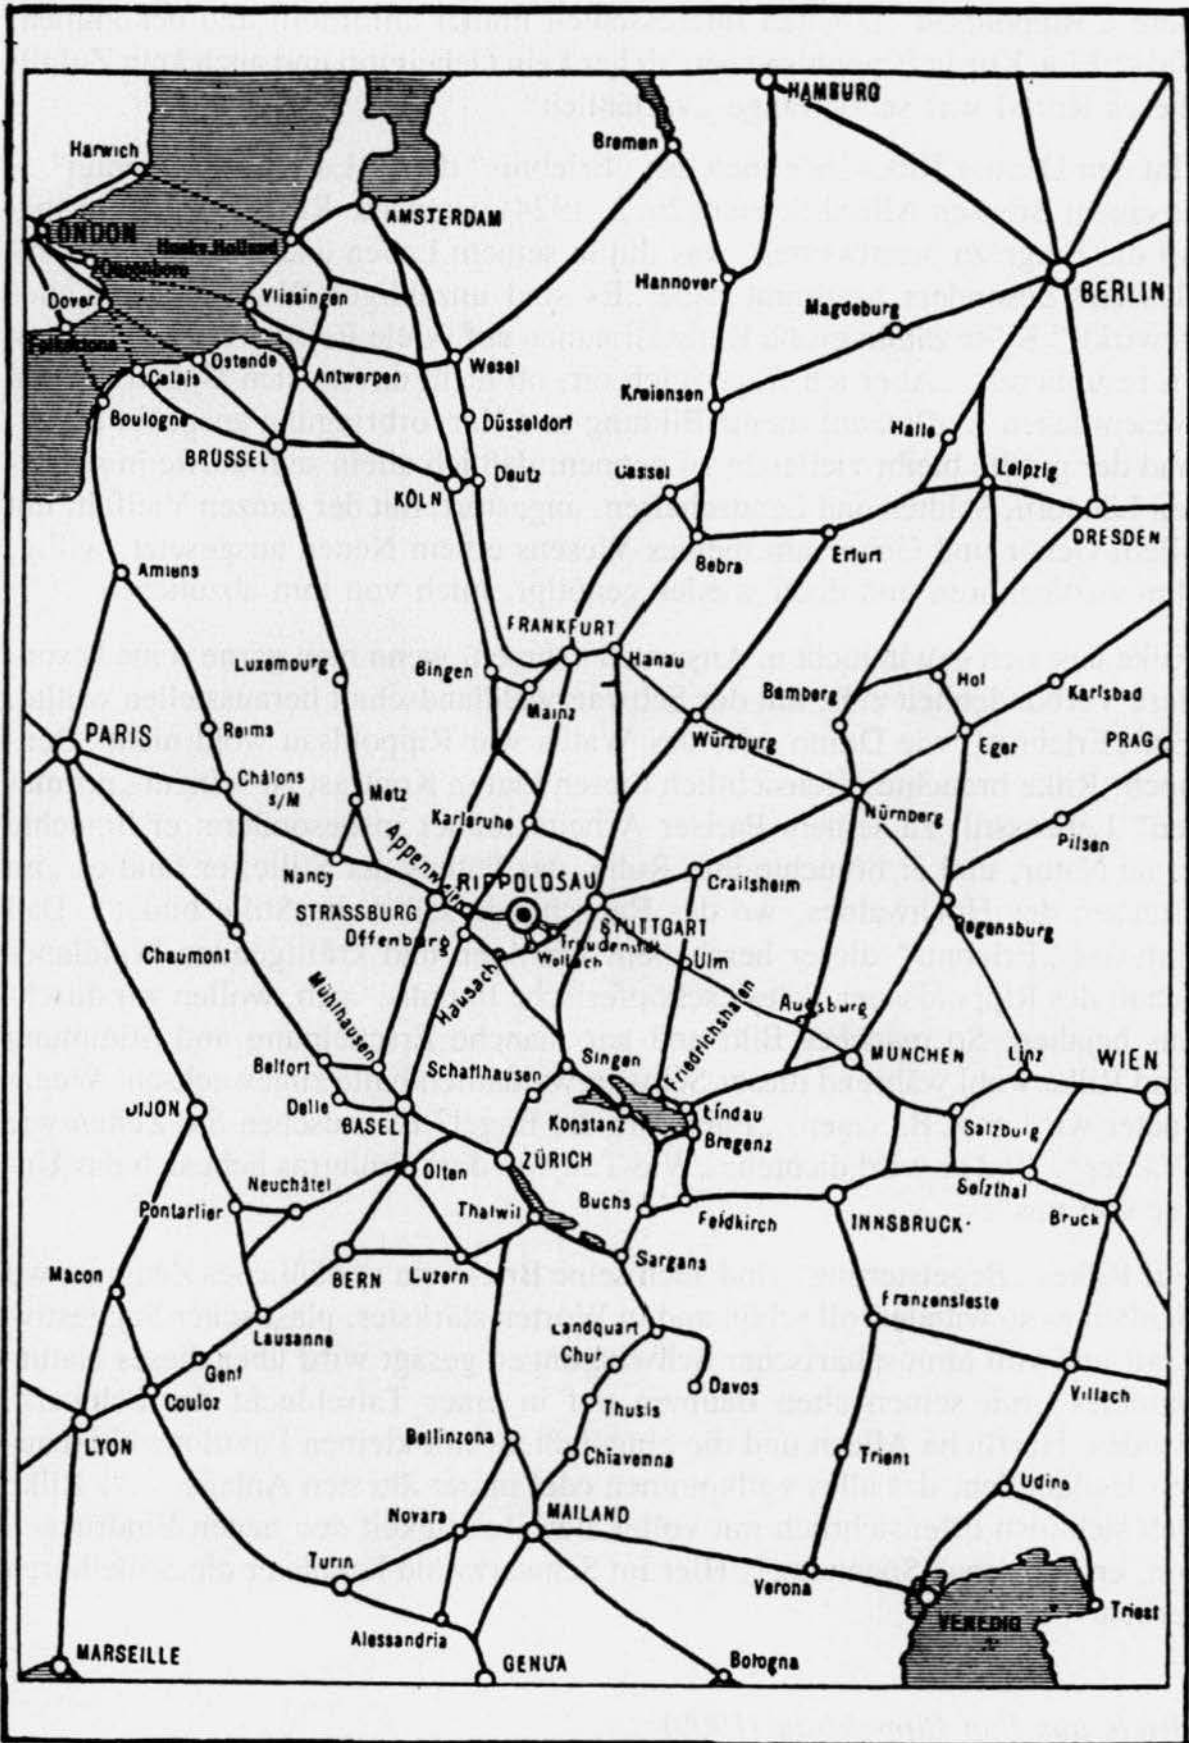 HAMBURG
Bremen
Harwich
AMSTERDAM
LONDON
Hoek v. Holland
Queenboro
Hannover
BERLIN
Dover
Vlissingen
Magdeburg
Folkestone
Ostende
Wesel
Calais
Antwerpen
Kreiensen
Boulogne
Düsseldorf
Halle
BRÜSSEL
Cassel
Leipzig
Deutz
KÖLN
DRESDEN
Bebra
Erfurt
Amiens
FRANKFURT
Luxembourg
Bingen
Hanau
Hof
Karlsbad
Bamberg
Mainz
Reims
PARIS
Würzburg
Eger
PRAG
Châlons
s/M
Metz
Nürnberg
Karlsruhe
Pilsen
Appenweier
Nancy
RIPPOLDSAU
Crailsheim
STRASSBURG
STUTTGART
Regensburg
Offenburg
Freudenstadt
Wolfach
Ulm
Chaumont
Hausach
Mühlhausen
Friedrichshafen
Augsburg
Singen
MÜNCHEN
Linz
WIEN
Belfort
Schaffhausen
Delle
DIJON
Konstanz
Lindau
BASEL
Salzburg
Bregenz
ZÜRICH
Olten
Neuchâtel
Selzthal
Buchs
Pontarlier
Thalwil
Feldkirch
INNSBRUCK
Bruck
Sargans
BERN
Luzern
Macon
Franzensfeste
Landquart
Lausanne
Chur
Genf
Davos
Villach
Couloz
Thusis
LYON
Bellinzona
Chiavenna
Trient
Udine
Novara
MAILAND
Turin
Verona
VENEDIG
Triest
Alessandria
MARSEILLE
GENUA
Bologna